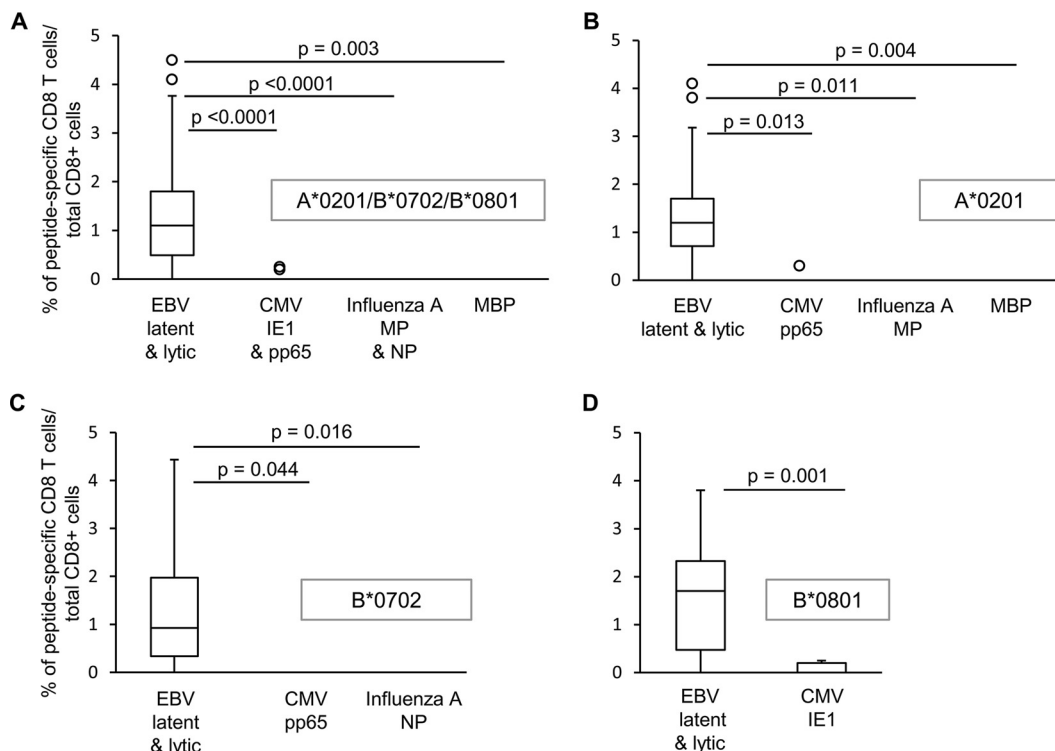 A
% of peptide-specific CD8 T cells/
total CD8+ cells
5
4
3
2
1
0
p = 0.003
p <0.0001
p <0.0001
A*0201/B*0702/B*0801
EBV
latent
& lytic
CMV
IE1
& pp65
Influenza A
MP
& NP
MBP
B
5
4
3
2
1
0
p = 0.004
p = 0.011
p = 0.013
A*0201
EBV
latent & lytic
CMV
pp65
Influenza A
MP
MBP
C
% of peptide-specific CD8 T cells/
total CD8+ cells
5
4
3
2
1
0
p = 0.016
p = 0.044
B*0702
EBV
latent
& lytic
CMV
pp65
Influenza A
NP
D
5
4
3
2
1
0
p = 0.001
B*0801
EBV
latent
& lytic
CMV
IE1